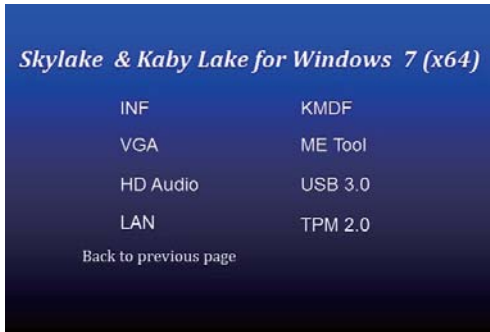 Skylake & Kaby Lake for Windows 7 (x64)
INF KMDF
VGA ME Tool
HD Audio USB 3.0
LAN TPM 2.0
Back to previous page